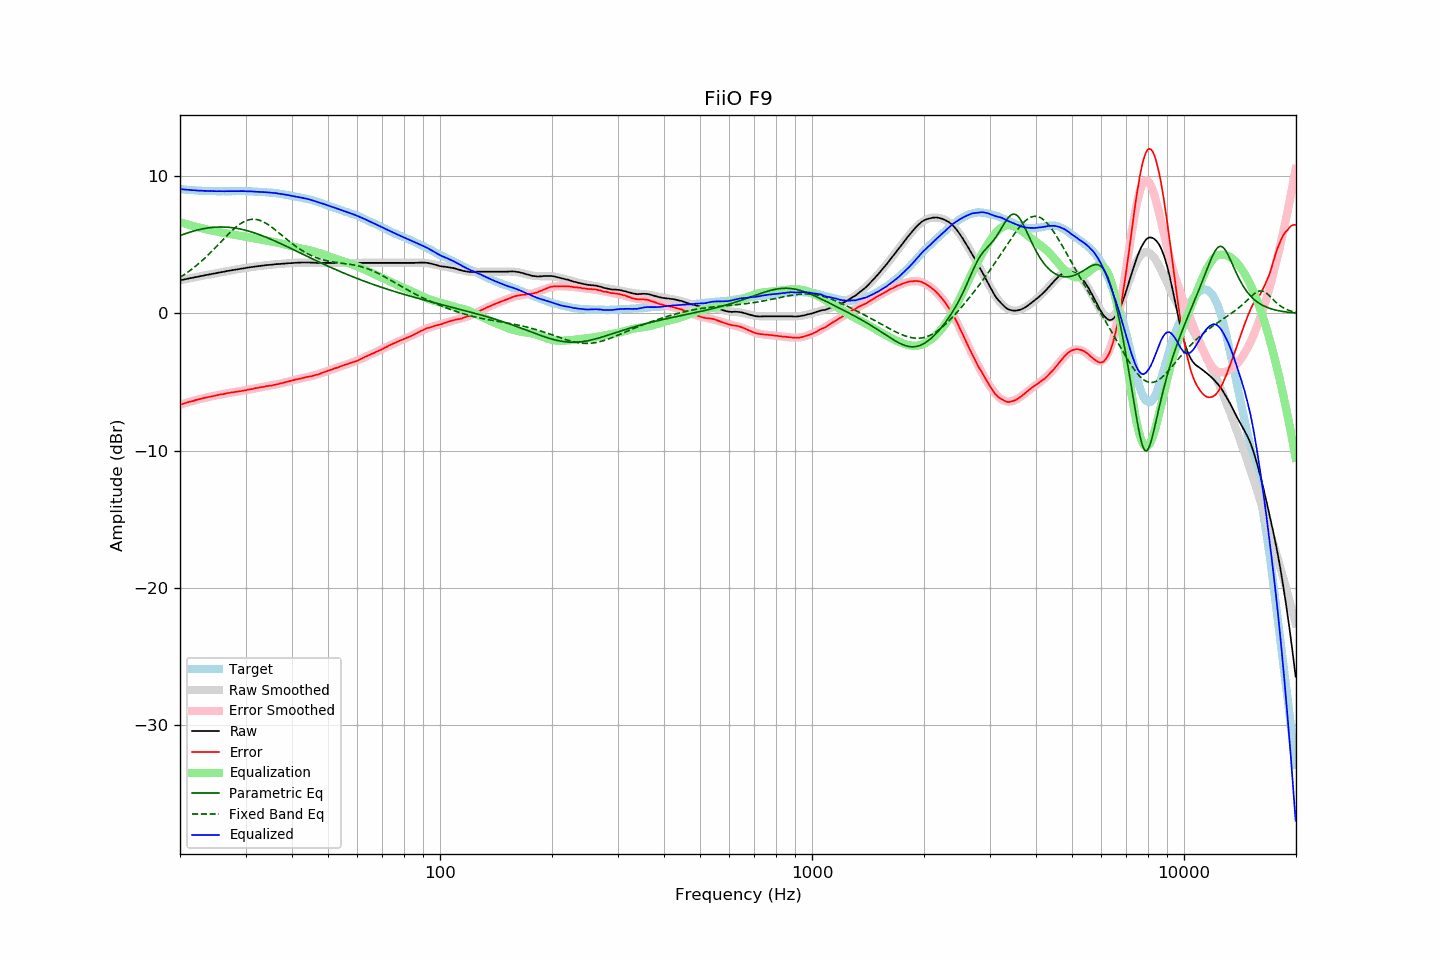 FiiO F9
10
0
−10
−20
−30
Amplitude (dBr)
Target
Raw Smoothed
Error Smoothed
Raw
Error
Equalization
Parametric Eq
Fixed Band Eq
Equalized
100
1000
10000
Frequency (Hz)